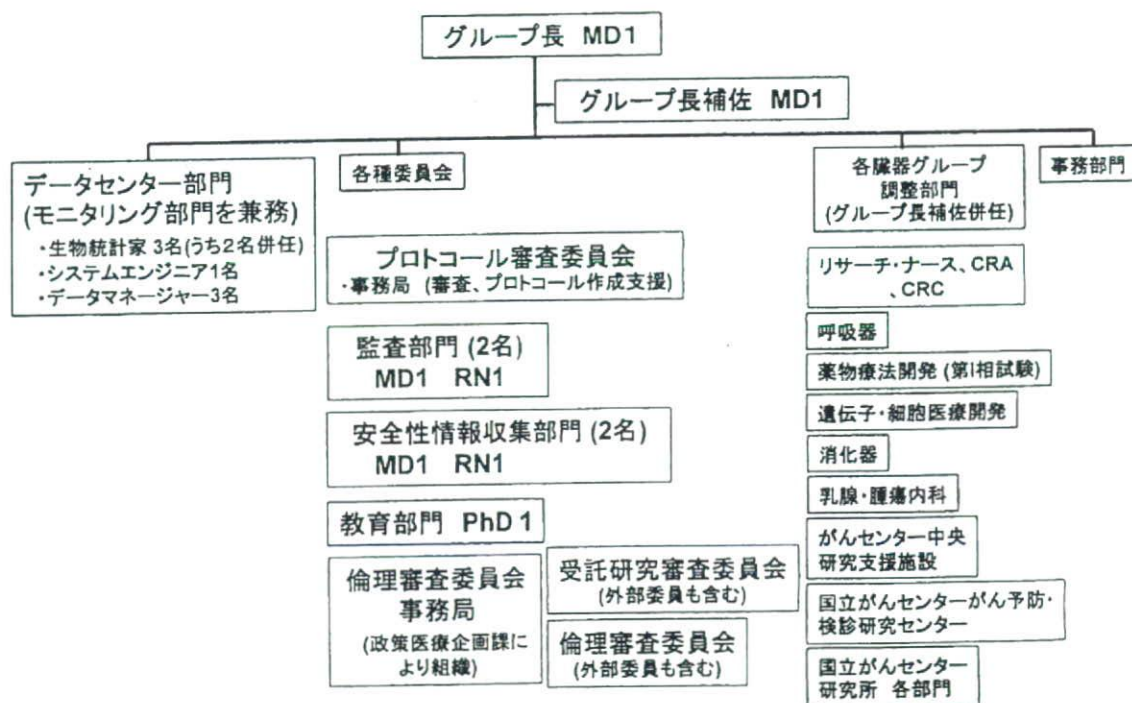 グループ長 MD1
グループ長補佐 MD1
データセンター部門
(モニタリング部門を兼務)
・生物統計家 3名(うち2名併任)
・システムエンジニア1名
・データマネージャー3名
各種委員会
プロトコール審査委員会
・事務局 (審査、プロトコール作成支援)
監査部門 (2名)
MD1 RN1
安全性情報収集部門 (2名)
MD1 RN1
教育部門 PhD 1
倫理審査委員会
事務局
(政策医療企画課に
より組織)
受託研究審査委員会
(外部委員も含む)
倫理審査委員会
(外部委員も含む)
各臓器グループ
調整部門
(グループ長補佐併任)
リサーチ・ナース、CRA
、CRC
呼吸器
薬物療法開発 (第I相試験)
遺伝子・細胞医療開発
消化器
乳腺・腫瘍内科
がんセンター中央
研究支援施設
国立がんセンターがん予防・
検診研究センター
国立がんセンター
研究所 各部門
事務部門